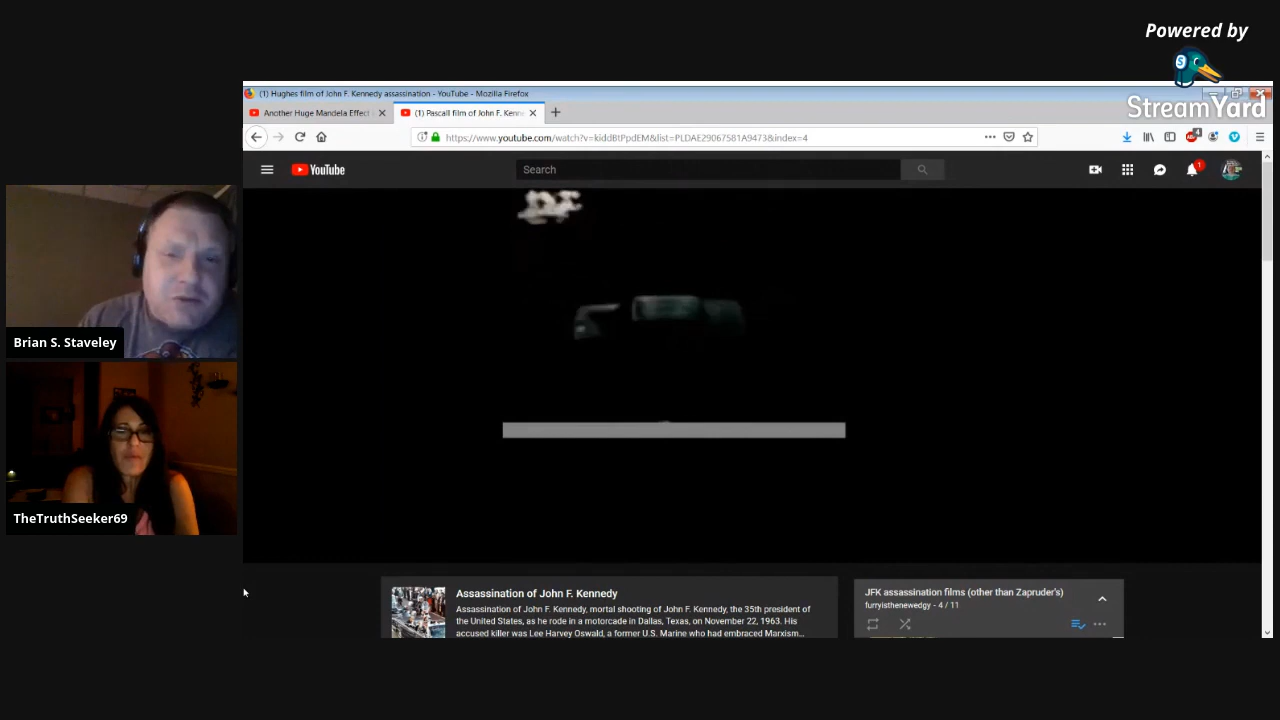 Powered by
StreamYard
(1) Hughes film of John F. Kennedy assassination - YouTube - Mozilla Firefox
Another Huge Mandela Effect
(1) Pascall film of John F. Kenne
https://www.youtube.com/watch?v=kiddBtPpdEM&list=PLDAE29067581A9473&index=4
4
YouTube
Search
1
Brian S. Staveley
TheTruthSeeker69
Assassination of John F. Kennedy
Assassination of John F. Kennedy, mortal shooting of John F. Kennedy, the 35th president of
the United States, as he rode in a motorcade in Dallas, Texas, on November 22, 1963. His
accused killer was Lee Harvey Oswald, a former U.S. Marine who had embraced Marxism...
JFK assassination films (other than Zapruder's)
furryisthenewedgy - 4 / 11